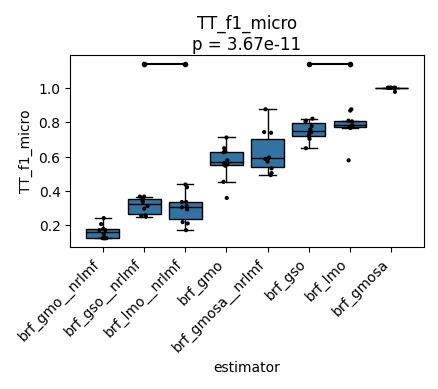 TT_f1_micro
p = 3.67e-11
TT_f1_micro
1.0
0.8
0.6
0.4
0.2
brf_gmo__nrlmf
brf_gso__nrlmf
brf_lmo__nrlmf
brf_gmo
brf_gmosa__nrlmf
brf_gso
brf_lmo
brf_gmosa
estimator